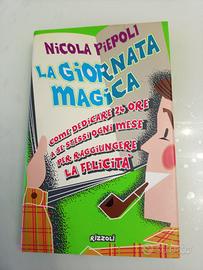 NICOLA PIEPOLI
LA GIORNATA
MAGICA
COME DEDICARE 24 ORE
A SE STESSI OGNI MESE
PER RAGGIUNGERE
LA FELICITÀ
RIZZOLI